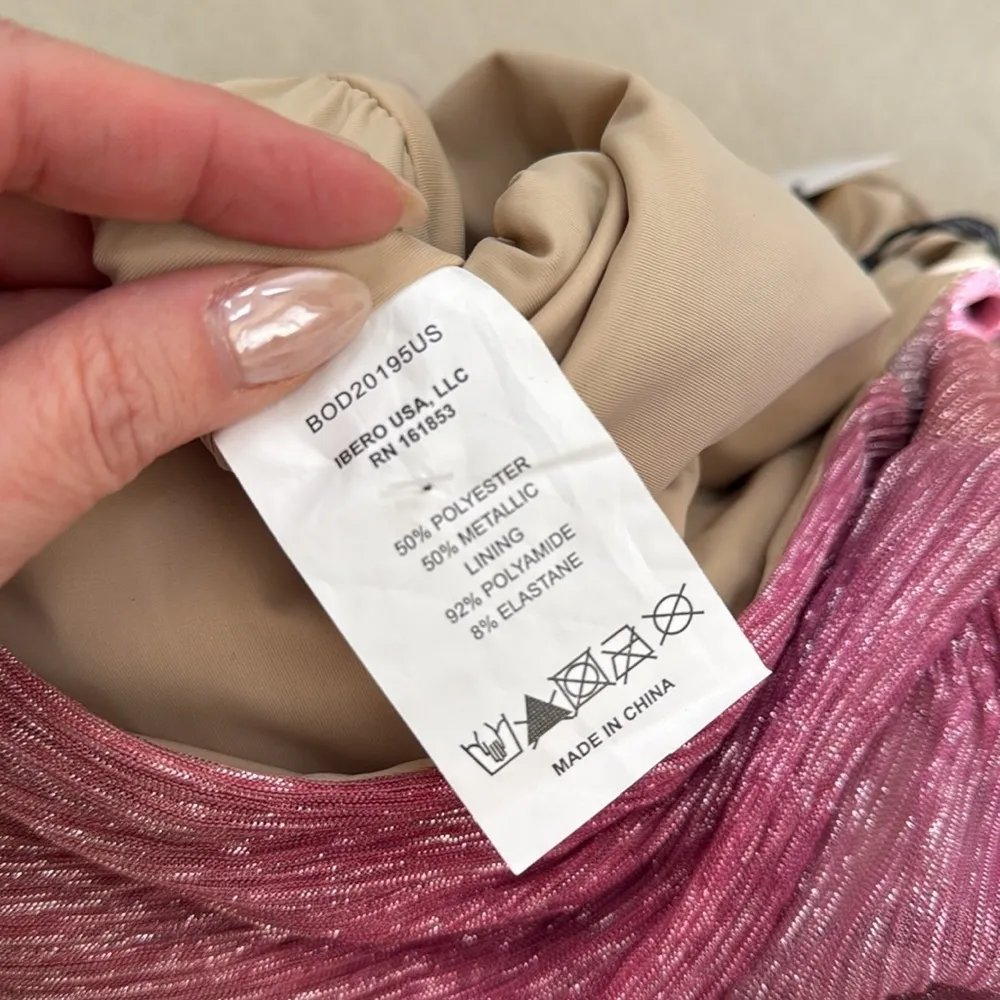 BOD20195US
IBERO USA, LLC
RN 161853
50% POLYESTER
50% METALLIC
LINING
92% POLYAMIDE
8% ELASTANE
MADE IN CHINA